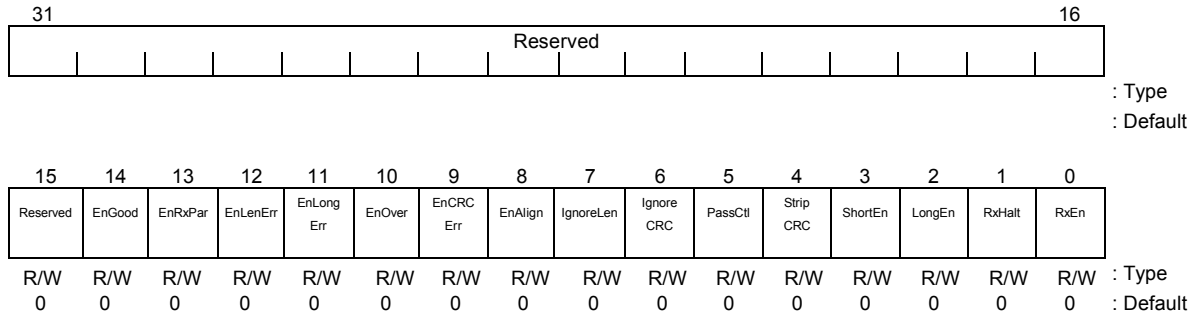 31 16
Reserved
: Type
: Default
15 14 13 12 11 10 9 8 7 6 5 4 3 2 1 0
Reserved EnGood EnRxPar EnLenErr EnLong Err EnOver EnCRC Err EnAlign IgnoreLen Ignore CRC PassCtl Strip CRC ShortEn LongEn RxHalt RxEn
R/W R/W R/W R/W R/W R/W R/W R/W R/W R/W R/W R/W R/W R/W R/W R/W : Type
0 0 0 0 0 0 0 0 0 0 0 0 0 0 0 0 : Default